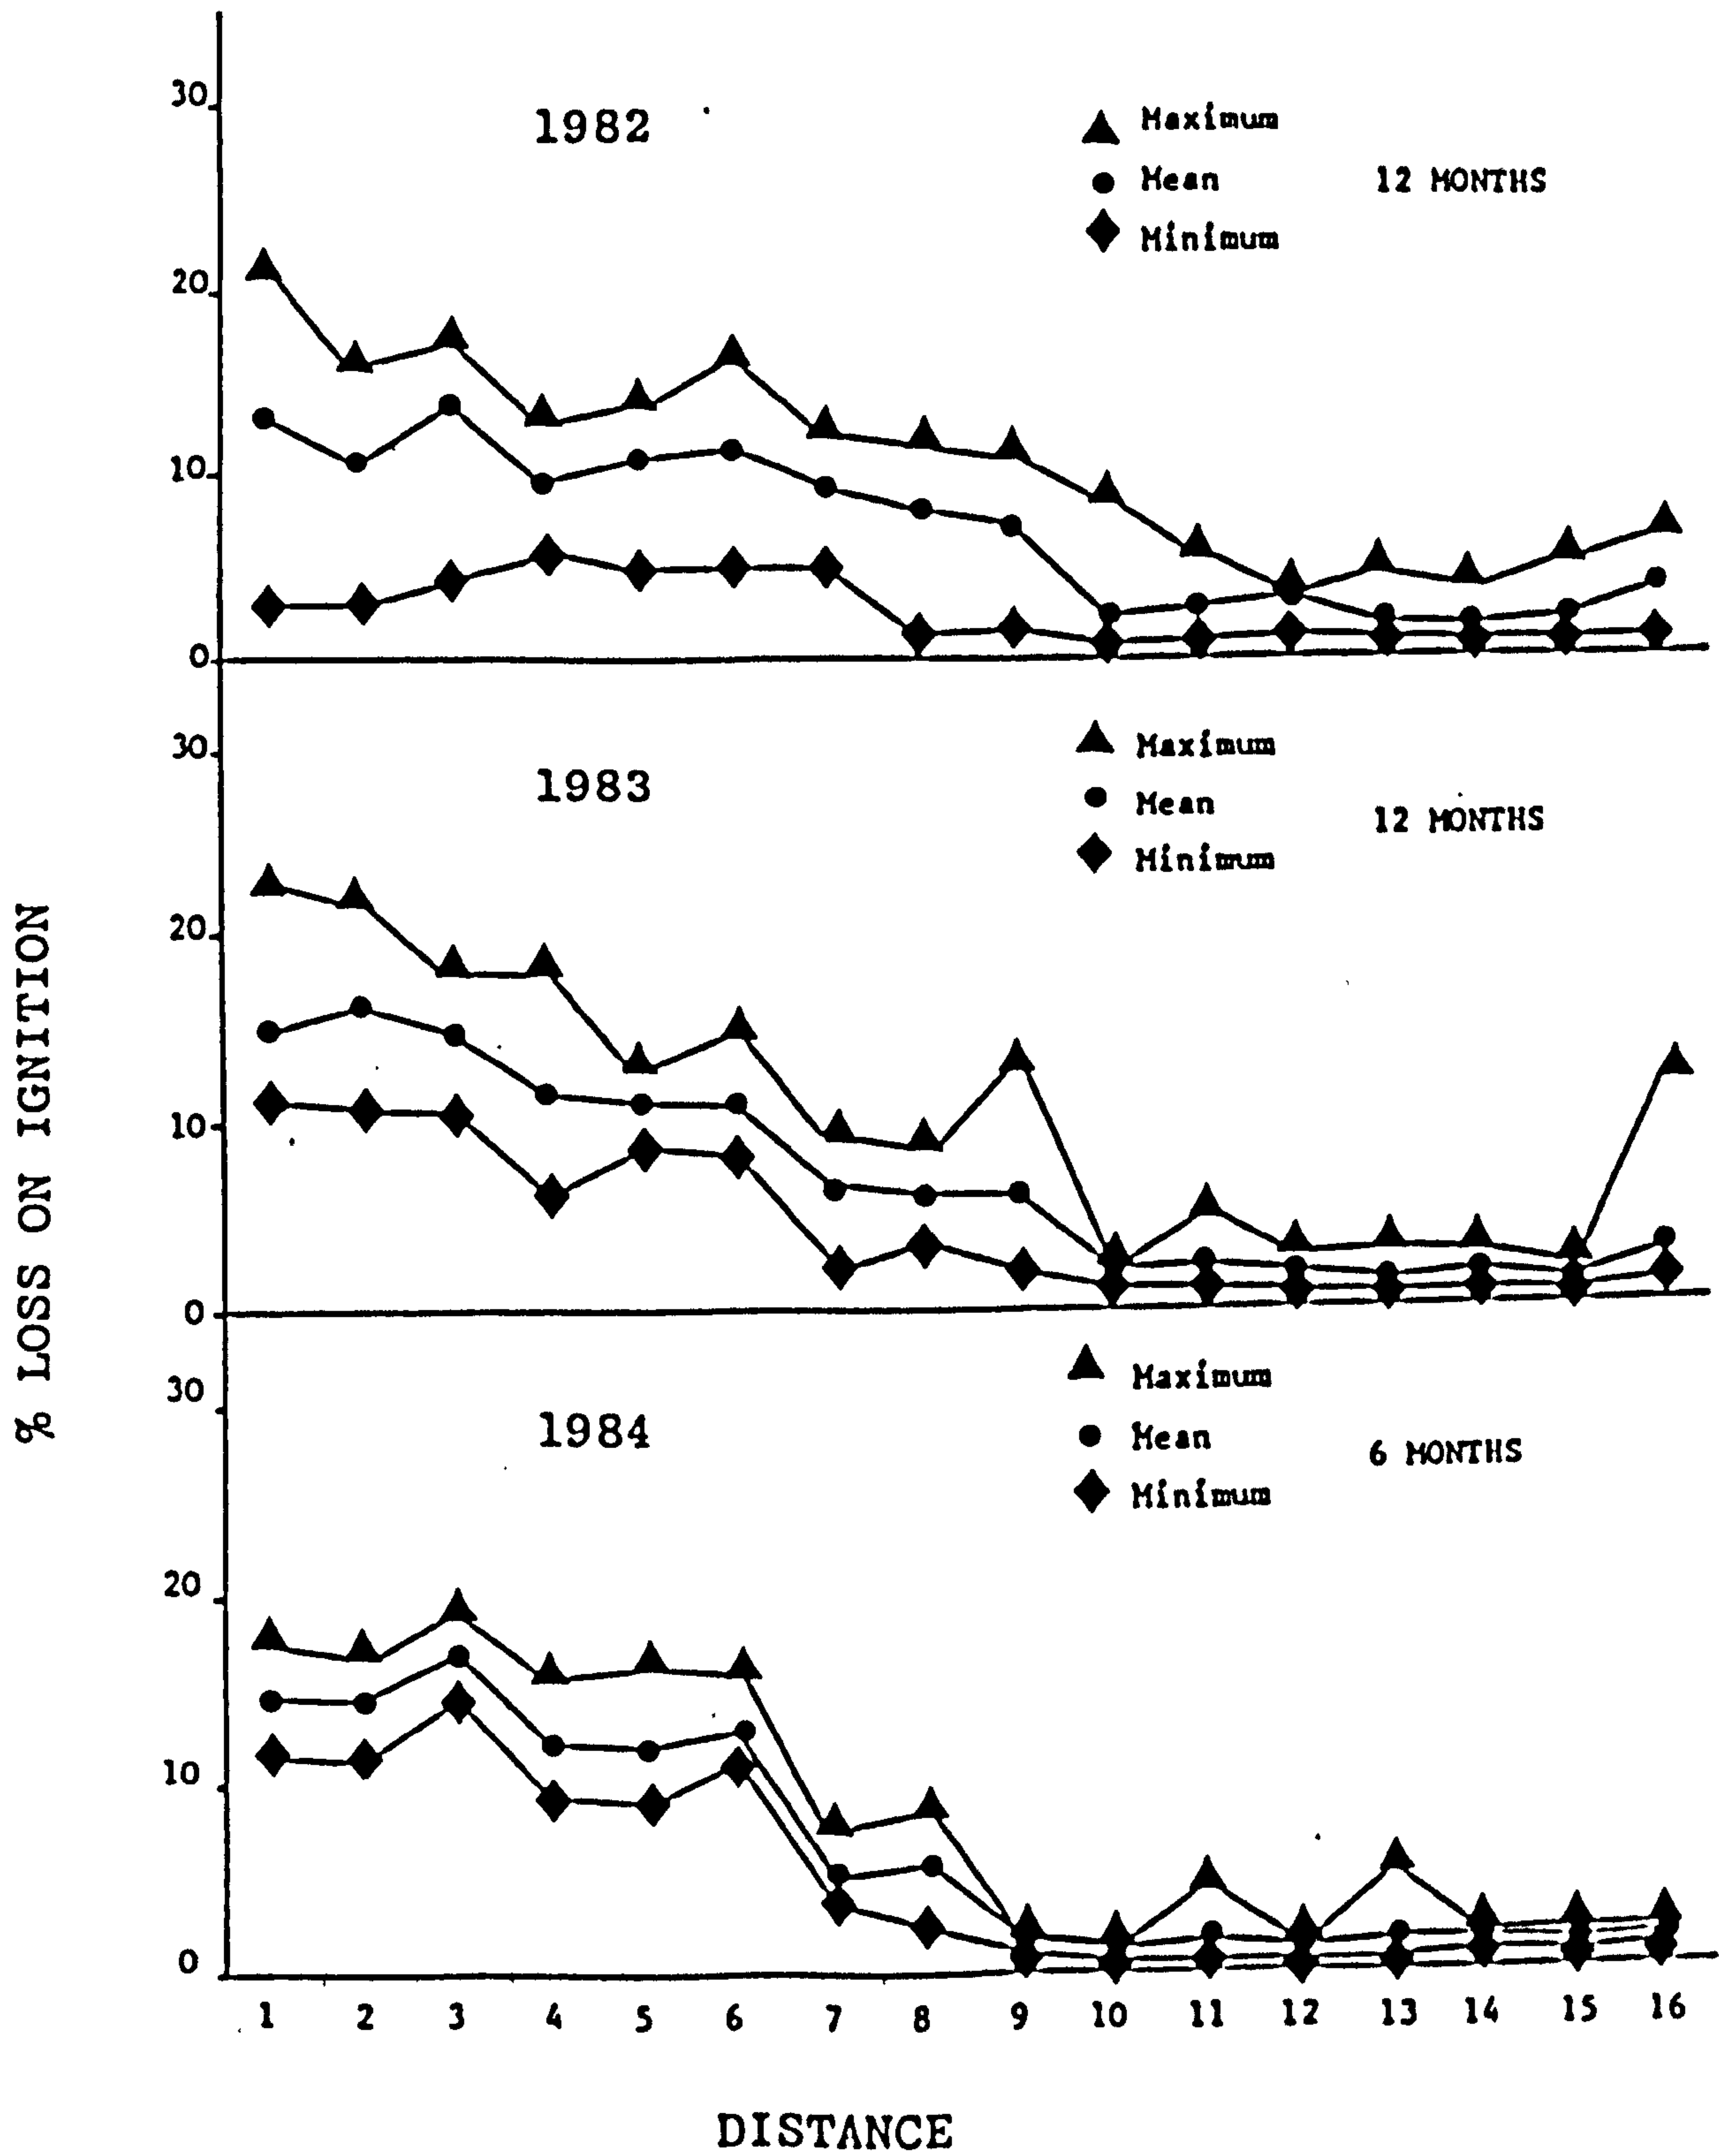 % LOSS ON IGNITION
30
1982
Maximum
Mean
12 MONTHS
Minimum
20
10
0
30
1983
Maximum
Mean
12 MONTHS
Minimum
20
10
0
30
1984
Maximum
Mean
6 MONTHS
Minimum
20
10
0
1 2 3 4 5 6 7 8 9 10 11 12 13 14 15 16
DISTANCE